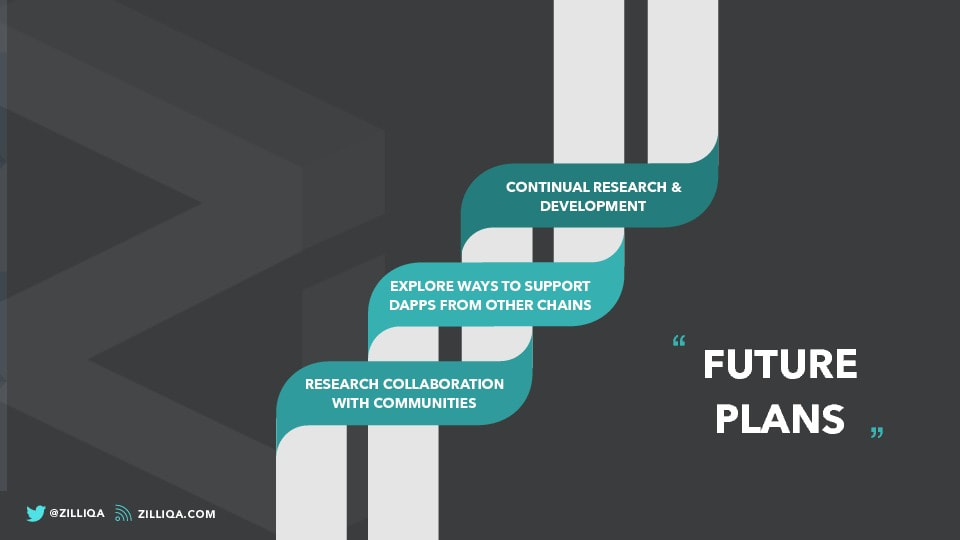 CONTINUAL RESEARCH &
DEVELOPMENT
EXPLORE WAYS TO SUPPORT
DAPPS FROM OTHER CHAINS
RESEARCH COLLABORATION
WITH COMMUNITIES
“ FUTURE
PLANS ”
@ZILLIQA ZILLIQA.COM